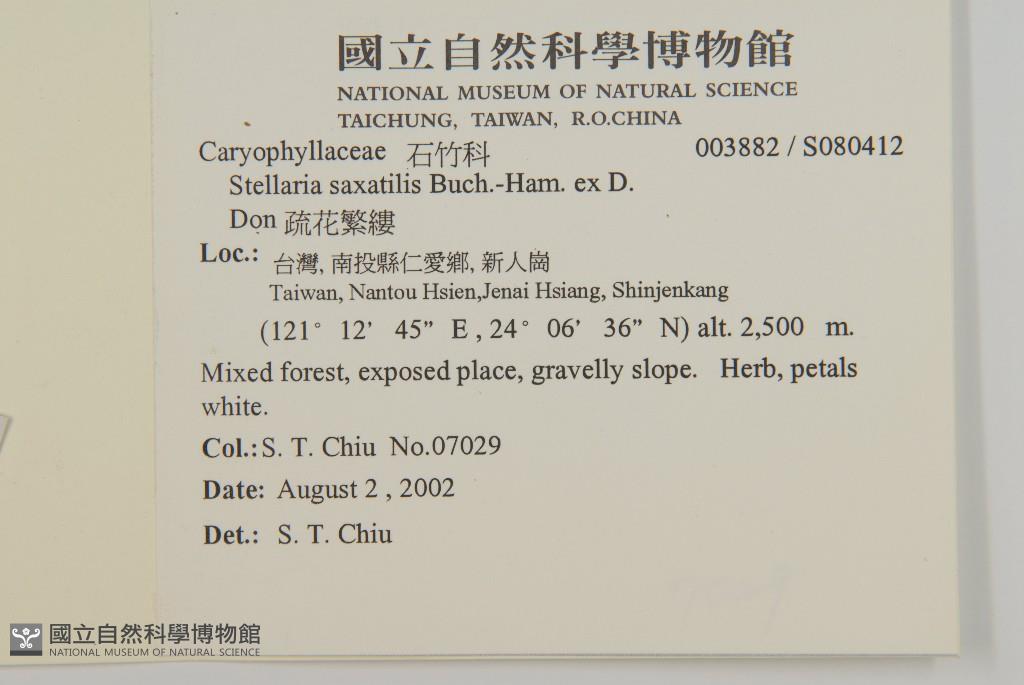 國立自然科學博物館
NATIONAL MUSEUM OF NATURAL SCIENCE
TAICHUNG, TAIWAN, R.O.CHINA
Caryophyllaceae 石竹科 003882 / S080412
Stellaria saxatilis Buch.-Ham. ex D.
Don 疏花繁縷
Loc.: 台灣, 南投縣仁愛鄉, 新人崗
Taiwan, Nantou Hsien,Jenai Hsiang, Shinjenkang
(121° 12’ 45” E , 24° 06’ 36” N) alt. 2,500 m.
Mixed forest, exposed place, gravelly slope. Herb, petals
white.
Col.: S. T. Chiu No.07029
Date: August 2 , 2002
Det.: S. T. Chiu
國立自然科學博物館
NATIONAL MUSEUM OF NATURAL SCIENCE